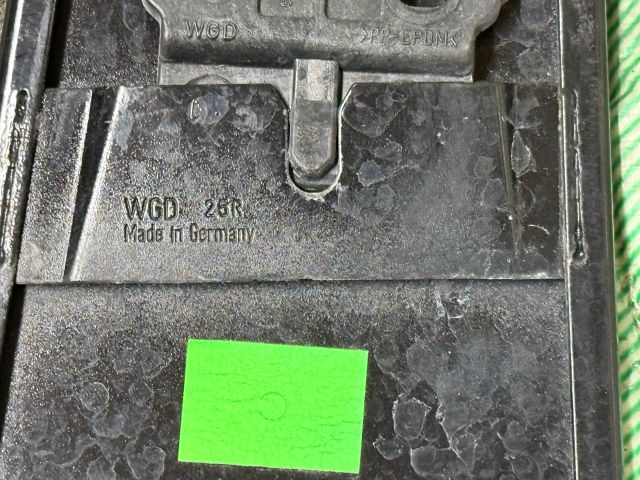 WGD
>PP-EPDM<
WGD 26R
Made in Germany